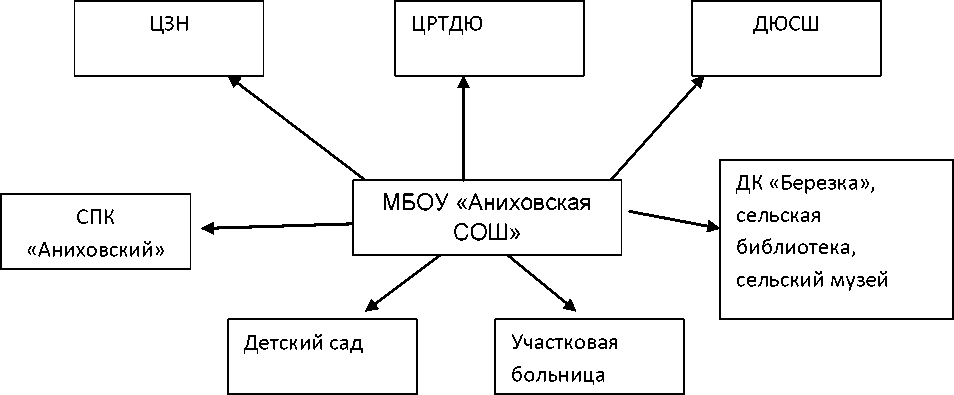 ЦЗН
ЦРТДЮ
ДЮСШ
МБОУ «Аниховская
СОШ»
ДК «Березка»,
сельская
библиотека,
сельский музей
СПК
«Аниховский»
Детский сад
Участковая
больница